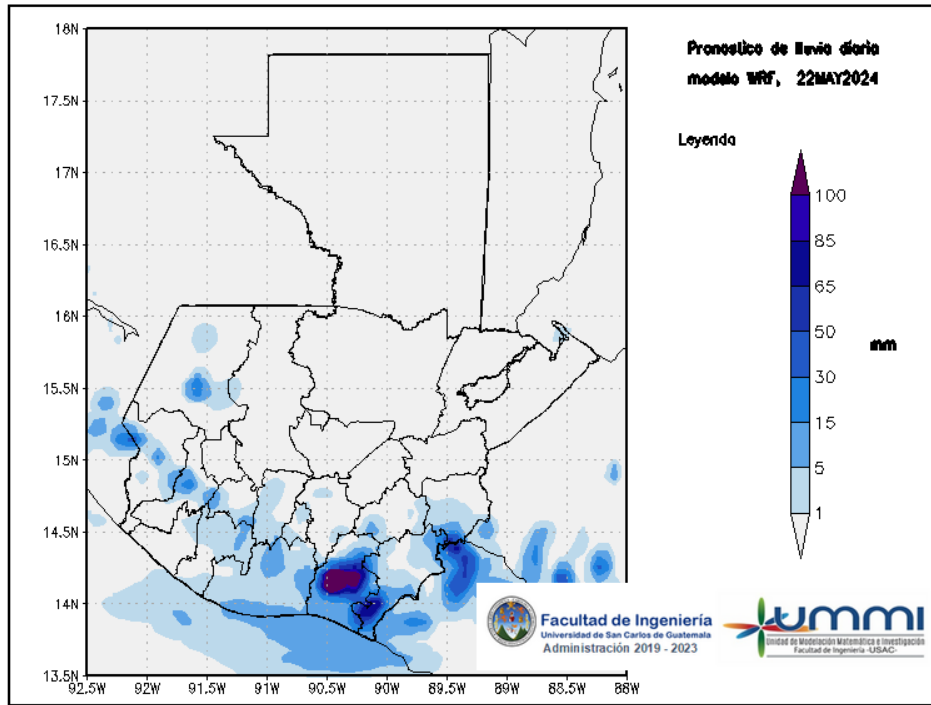 Pronostico de lluvia diaria
modelo WRF, 22MAY2024
Leyenda
100
85
65
50
30
15
5
1
mm
18N
17.5N
17N
16.5N
16N
15.5N
15N
14.5N
14N
13.5N
92.5W 92W 91.5W 91W 90.5W 90W 89.5W 89W 88.5W 88W
Facultad de Ingeniería
Universidad de San Carlos de Guatemala
Administración 2019 - 2023
ummi
Unidad de Modelación Matemática e Investigación
Facultad de Ingeniería -USAC-